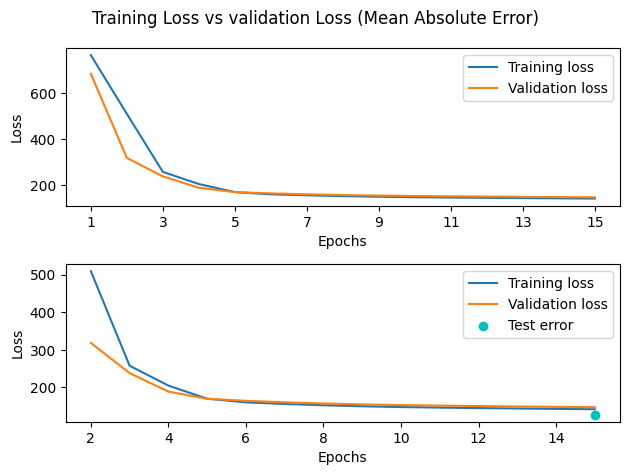 Training Loss vs validation Loss (Mean Absolute Error)
Training loss
Validation loss
600
400
200
Loss
1 3 5 7 9 11 13 15
Epochs
Training loss
Validation loss
Test error
500
400
300
200
Loss
2 4 6 8 10 12 14
Epochs